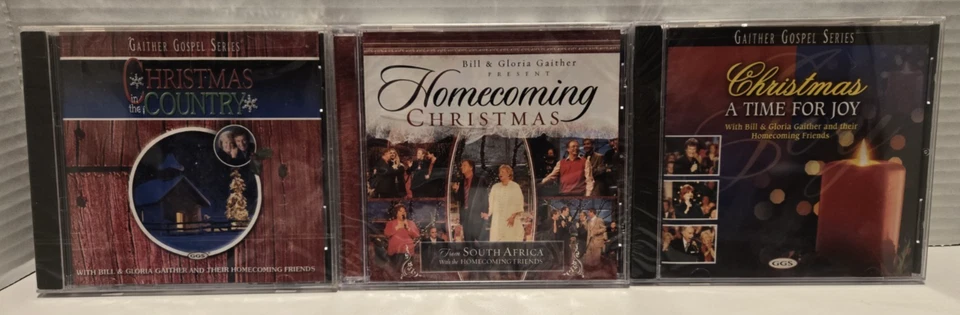 GAITHER GOSPEL SERIES
CHRISTMAS
in the
COUNTRY
WITH BILL & GLORIA GAITHER AND THEIR HOMECOMING FRIENDS
Bill & Gloria Gaither
PRESENT
Homecoming
CHRISTMAS
From SOUTH AFRICA
With the HOMECOMING FRIENDS
GAITHER GOSPEL SERIES
Christmas
A TIME FOR JOY
With Bill & Gloria Gaither and their
Homecoming Friends
GGS